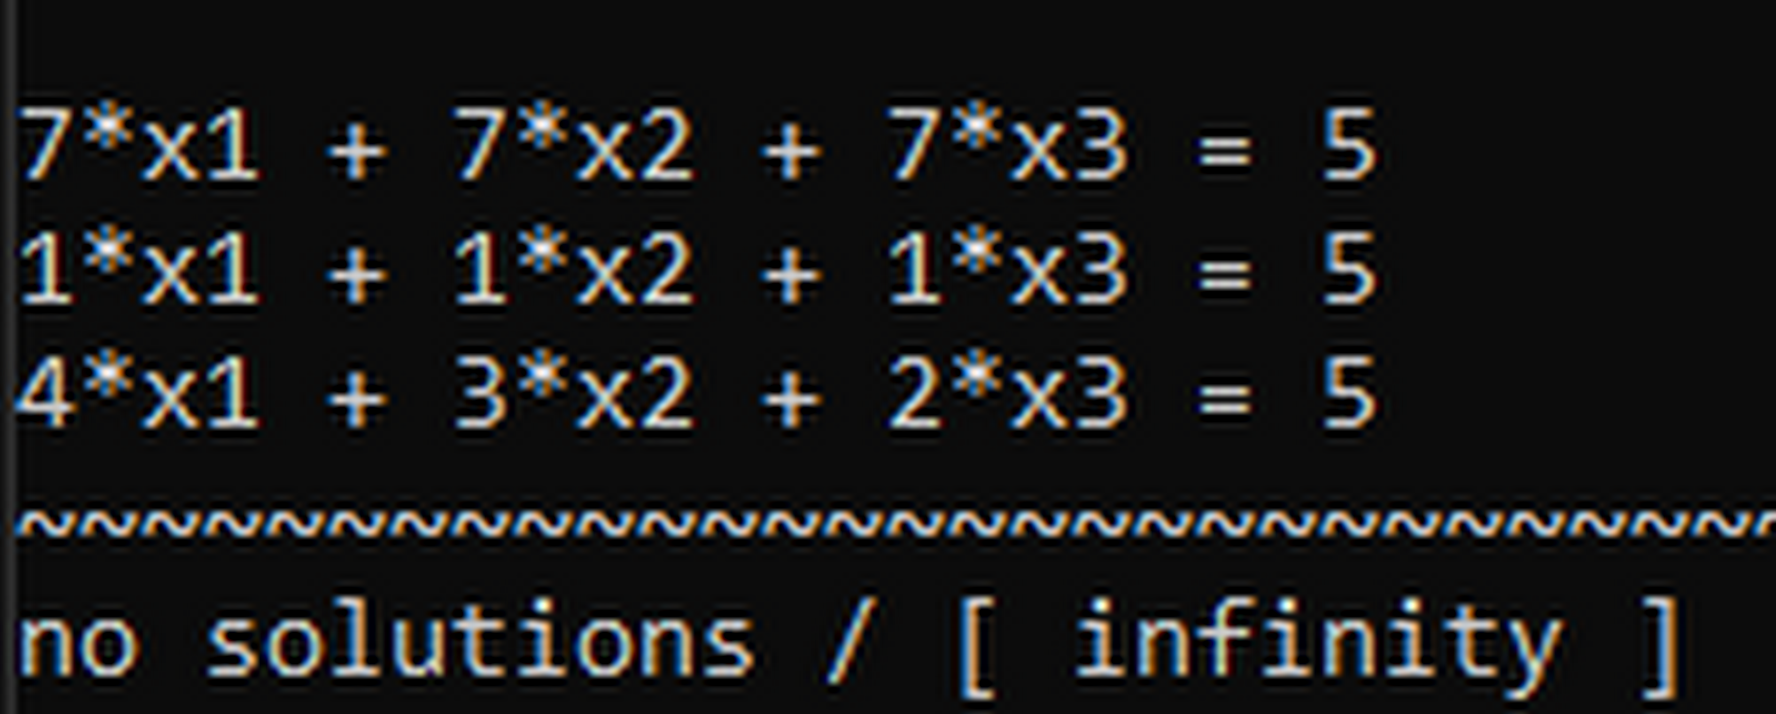 7*x1 + 7*x2 + 7*x3 = 5
1*x1 + 1*x2 + 1*x3 = 5
4*x1 + 3*x2 + 2*x3 = 5
~~~~~~~~~~~~~~~~~~~~~~~~~~~~~
no solutions / [ infinity ]